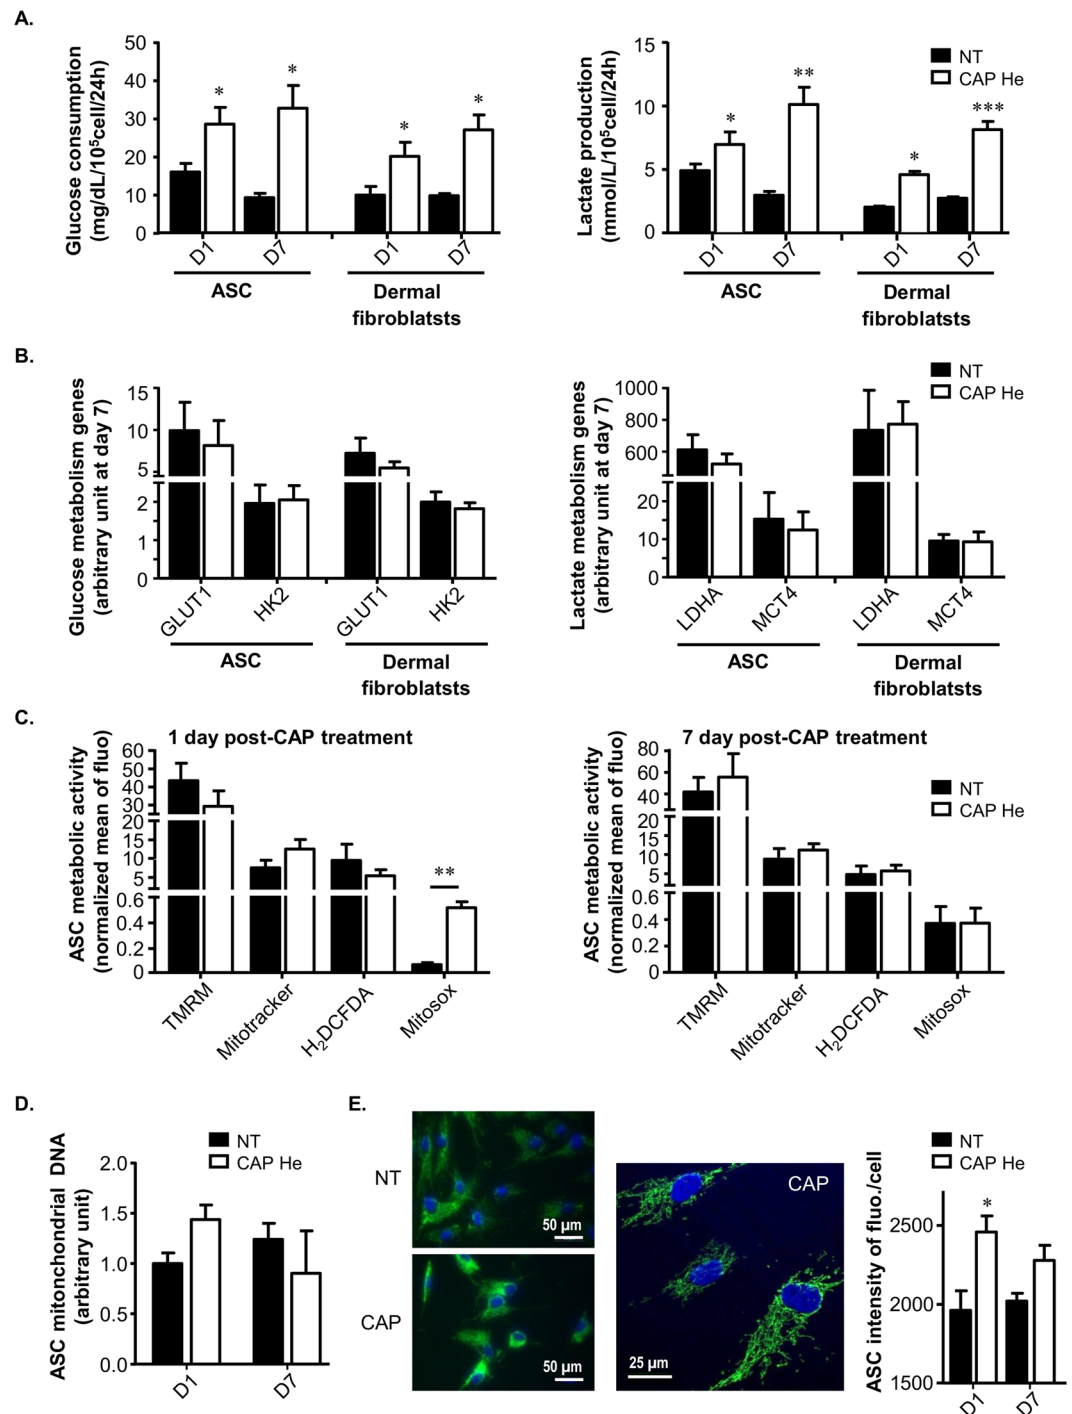 A.
Glucose consumption
(mg/dL/10⁵cell/24h)
50
40
30
20
10
0
*
*
*
*
D1
D7
D1
D7
ASC
Dermal
fibroblatsts
Lactate production
(mmol/L/10⁵cell/24h)
15
10
5
0
*
**
*
***
NT
CAP He
D1
D7
D1
D7
ASC
Dermal
fibroblatsts
B.
Glucose metabolism genes
(arbitrary unit at day 7)
15
10
5
2
1
0
GLUT1
HK2
GLUT1
HK2
ASC
Dermal
fibroblatsts
Lactate metabolism genes
(arbitrary unit at day 7)
1000
800
600
20
10
0
NT
CAP He
LDHA
MCT4
LDHA
MCT4
ASC
Dermal
fibroblatsts
C.
1 day post-CAP treatment
ASC metabolic activity
(normalized mean of fluo)
60
50
40
30
20
15
10
5
0.6
0.4
0.2
0
**
TMRM
Mitotracker
H₂DCFDA
Mitosox
7 day post-CAP treatment
ASC metabolic activity
(normalized mean of fluo)
80
60
40
20
15
10
5
0.6
0.4
0.2
0
NT
CAP He
TMRM
Mitotracker
H₂DCFDA
Mitosox
D.
ASC mitonchondrial DNA
(arbitrary unit)
NT
CAP He
2.0
1.5
1.0
0.5
0.0
D1
D7
E.
NT
50 µm
CAP
50 µm
CAP
25 µm
NT
CAP He
ASC intensity of fluo./cell
2500
2000
1500
*
D1
D7